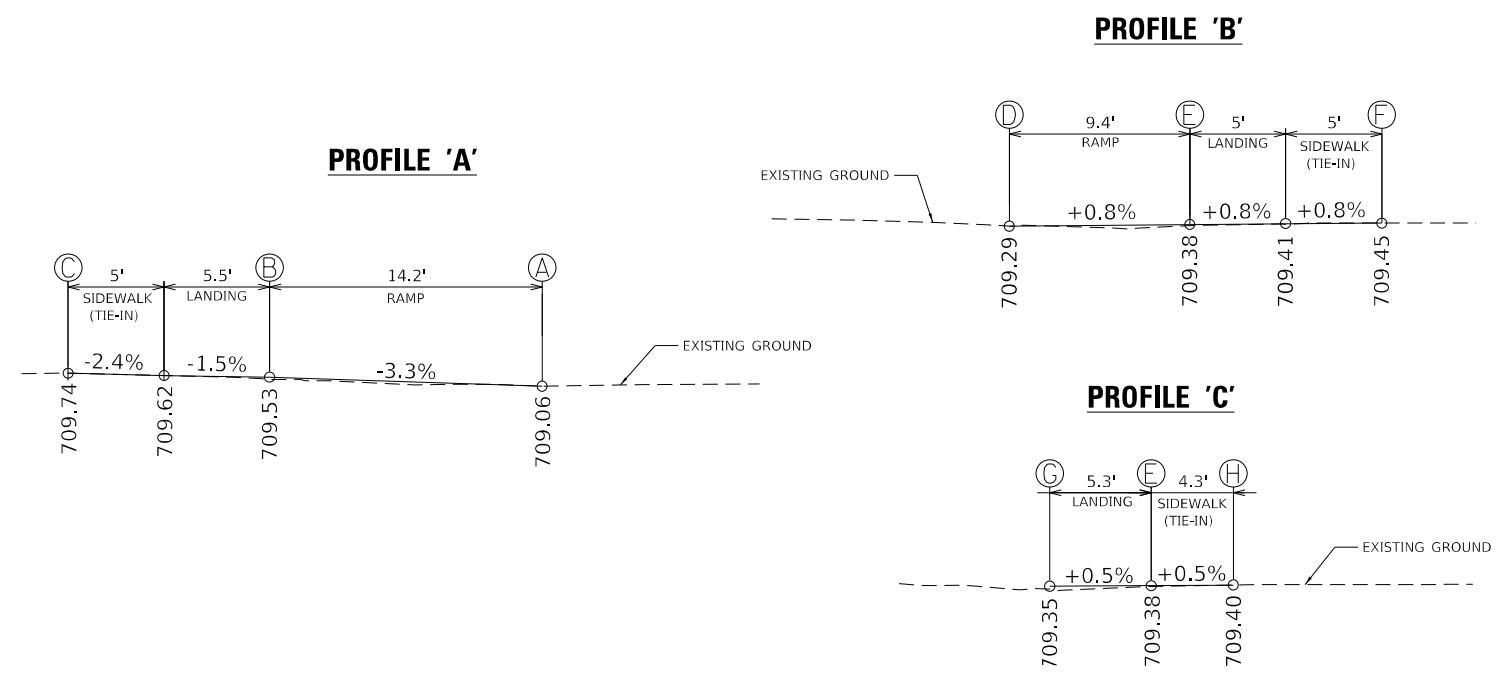 PROFILE 'A'
C
B
A
5'
5.5'
14.2'
SIDEWALK
(TIE-IN)
LANDING
RAMP
EXISTING GROUND
-2.4%
-1.5%
-3.3%
709.74
709.62
709.53
709.06
PROFILE 'B'
D
E
F
9.4'
5'
5'
RAMP
LANDING
SIDEWALK
(TIE-IN)
EXISTING GROUND
+0.8%
+0.8%
+0.8%
709.29
709.38
709.41
709.45
PROFILE 'C'
G
E
H
5.3'
4.3'
LANDING
SIDEWALK
(TIE-IN)
EXISTING GROUND
+0.5%
+0.5%
709.35
709.38
709.40